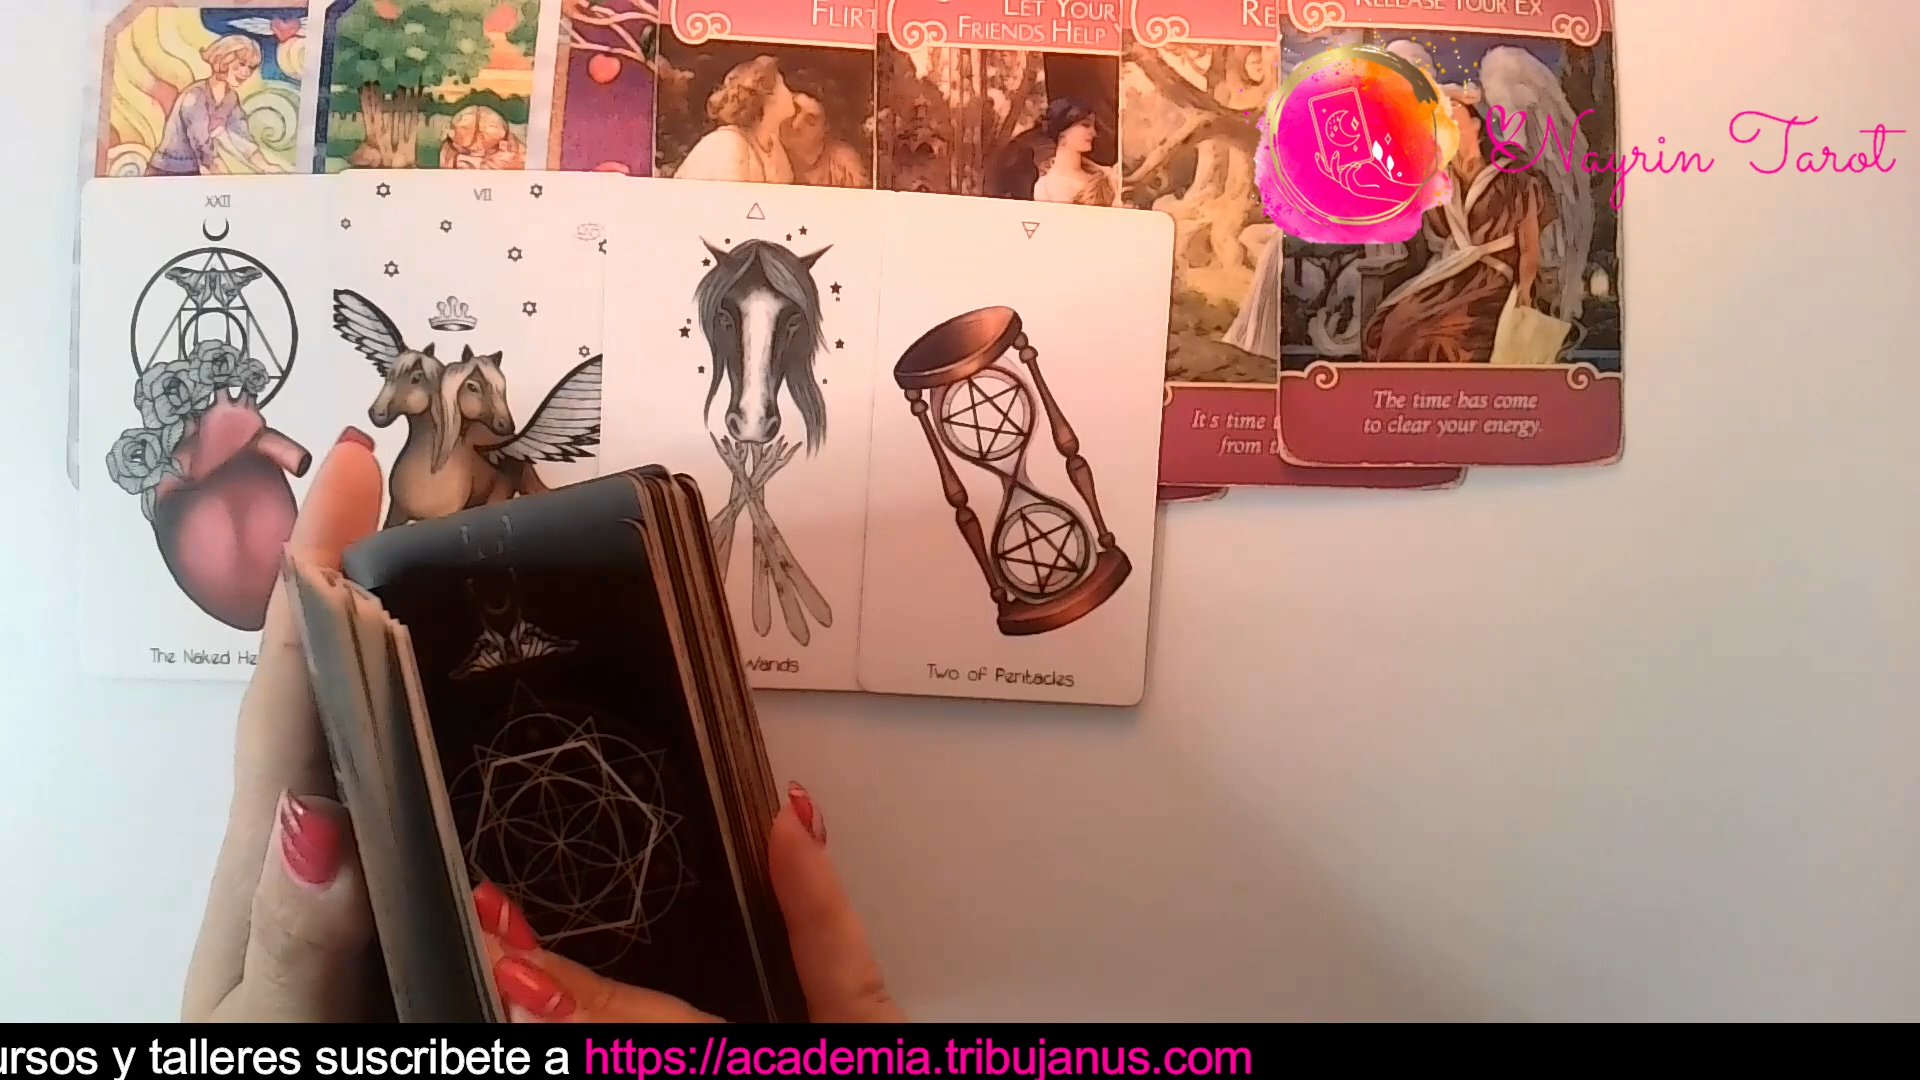 FLIRT
LET YOUR
FRIENDS HELP
RE
RELEASE YOUR EX
Nayrin Tarot
XXII
VII
It's time
from
The time has come
to clear your energy.
The Naked He
Wands
Two of Pentacles
ursos y talleres suscribete a https://academia.tribujanus.com